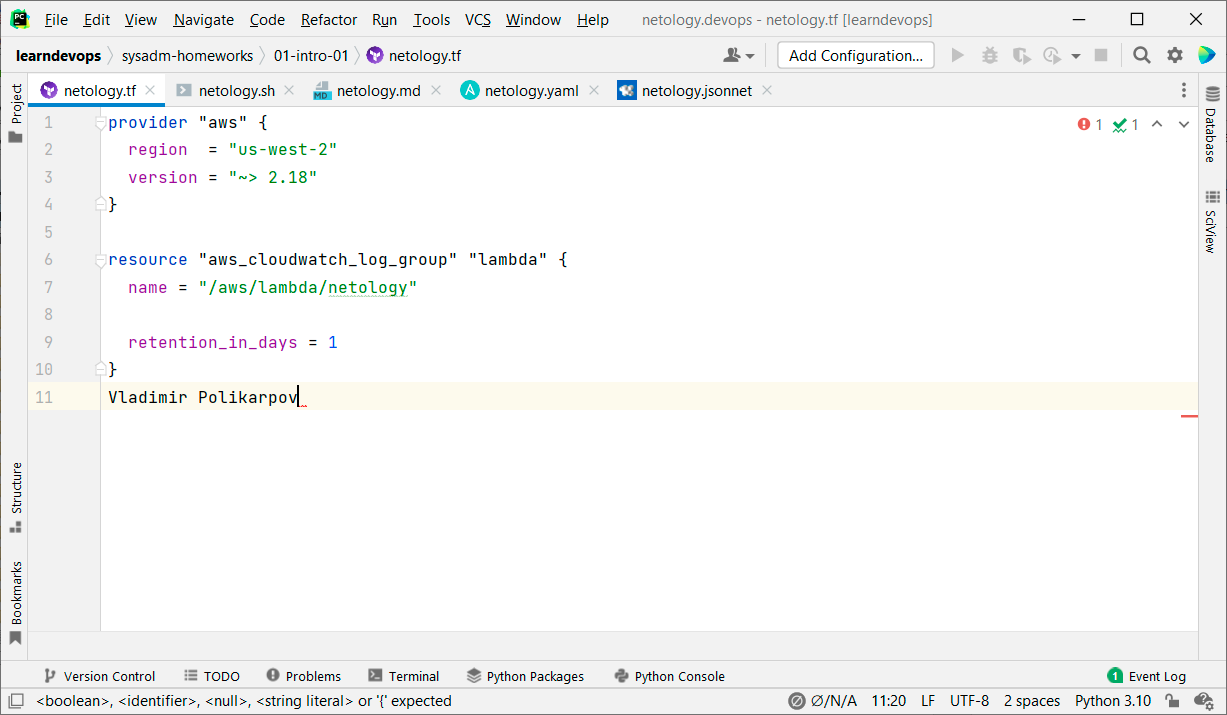 PC File Edit View Navigate Code Refactor Run Tools VCS Window Help netology.devops - netology.tf [learndevops]
learndevops sysadm-homeworks 01-intro-01 netology.tf Add Configuration...
netology.tf netology.sh MD netology.md A netology.yaml netology.jsonnet
Project
1 provider "aws" {
2 region  = "us-west-2"
3 version = "~> 2.18"
4 }
5
6 resource "aws_cloudwatch_log_group" "lambda" {
7 name = "/aws/lambda/netology"
8
9 retention_in_days = 1
10 }
11 Vladimir Polikarpov
1 1
Database
SciView
Structure
Bookmarks
Version Control TODO Problems Terminal Python Packages Python Console 1 Event Log
<boolean>, <identifier>, <null>, <string literal> or '{' expected Ø/N/A 11:20 LF UTF-8 2 spaces Python 3.10